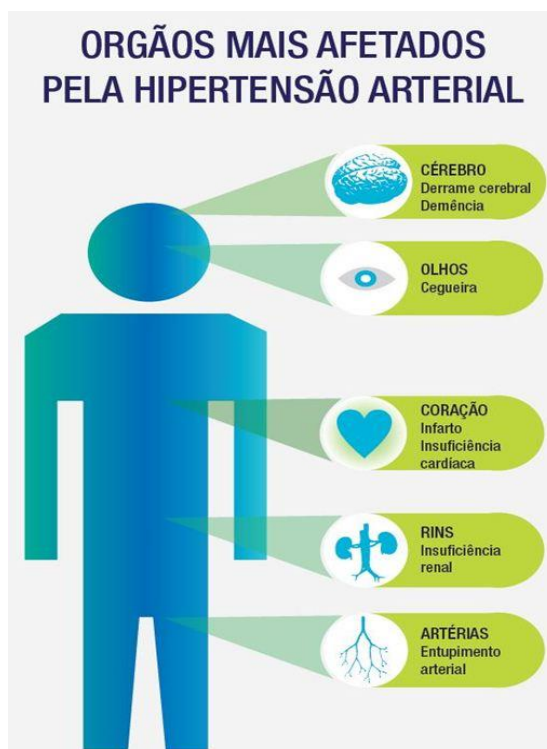 ORGÃOS MAIS AFETADOS
PELA HIPERTENSÃO ARTERIAL
CÉREBRO
Derrame cerebral
Demência
OLHOS
Cegueira
CORAÇÃO
Infarto
Insuficiência
cardíaca
RINS
Insuficiência
renal
ARTÉRIAS
Entupimento
arterial